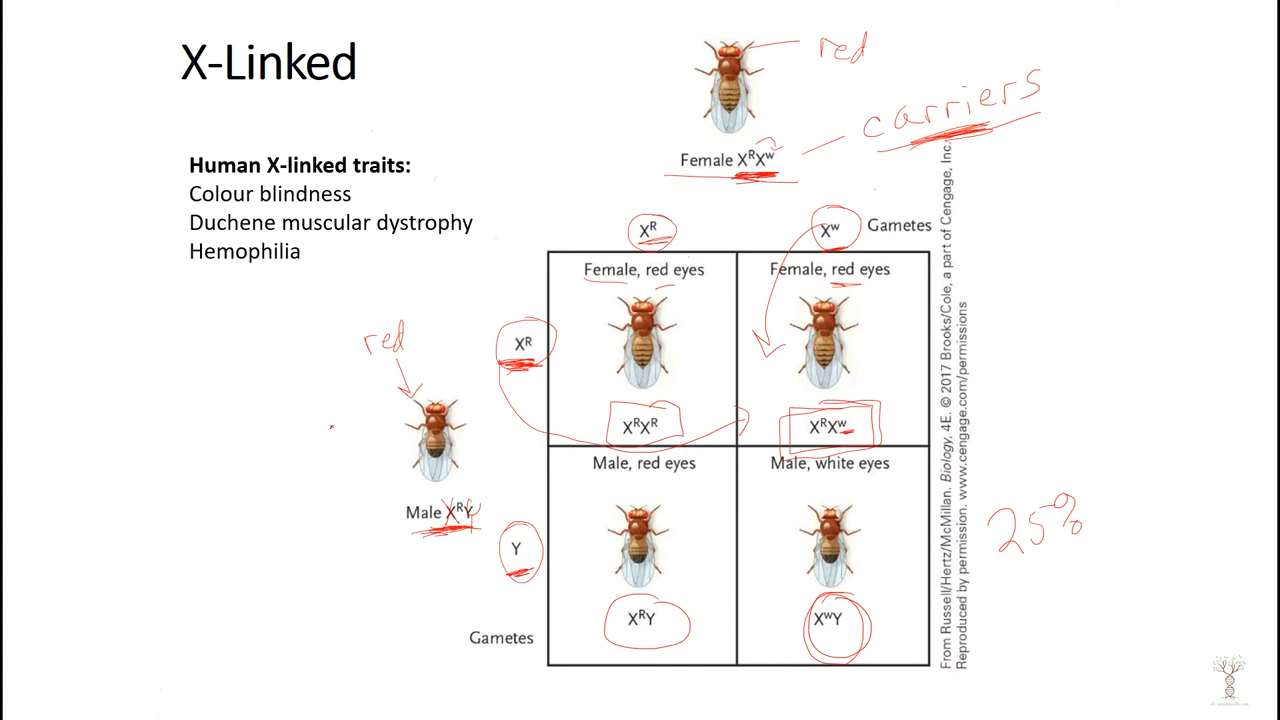 X-Linked
red
carriers
Human X-linked traits:
Colour blindness
Duchene muscular dystrophy
Hemophilia
Female XᴿXʷ
Xᴿ
Xʷ
Gametes
Female, red eyes
Female, red eyes
red
Xᴿ
XᴿXᴿ
XᴿXʷ
Male, red eyes
Male, white eyes
Male XᴿY
Y
25%
XᴿY
XʷY
Gametes
From Russell/Hertz/McMillan. Biology, 4E. © 2017 Brooks/Cole, a part of Cengage, Inc.
Reproduced by permission. www.cengage.com/permissions